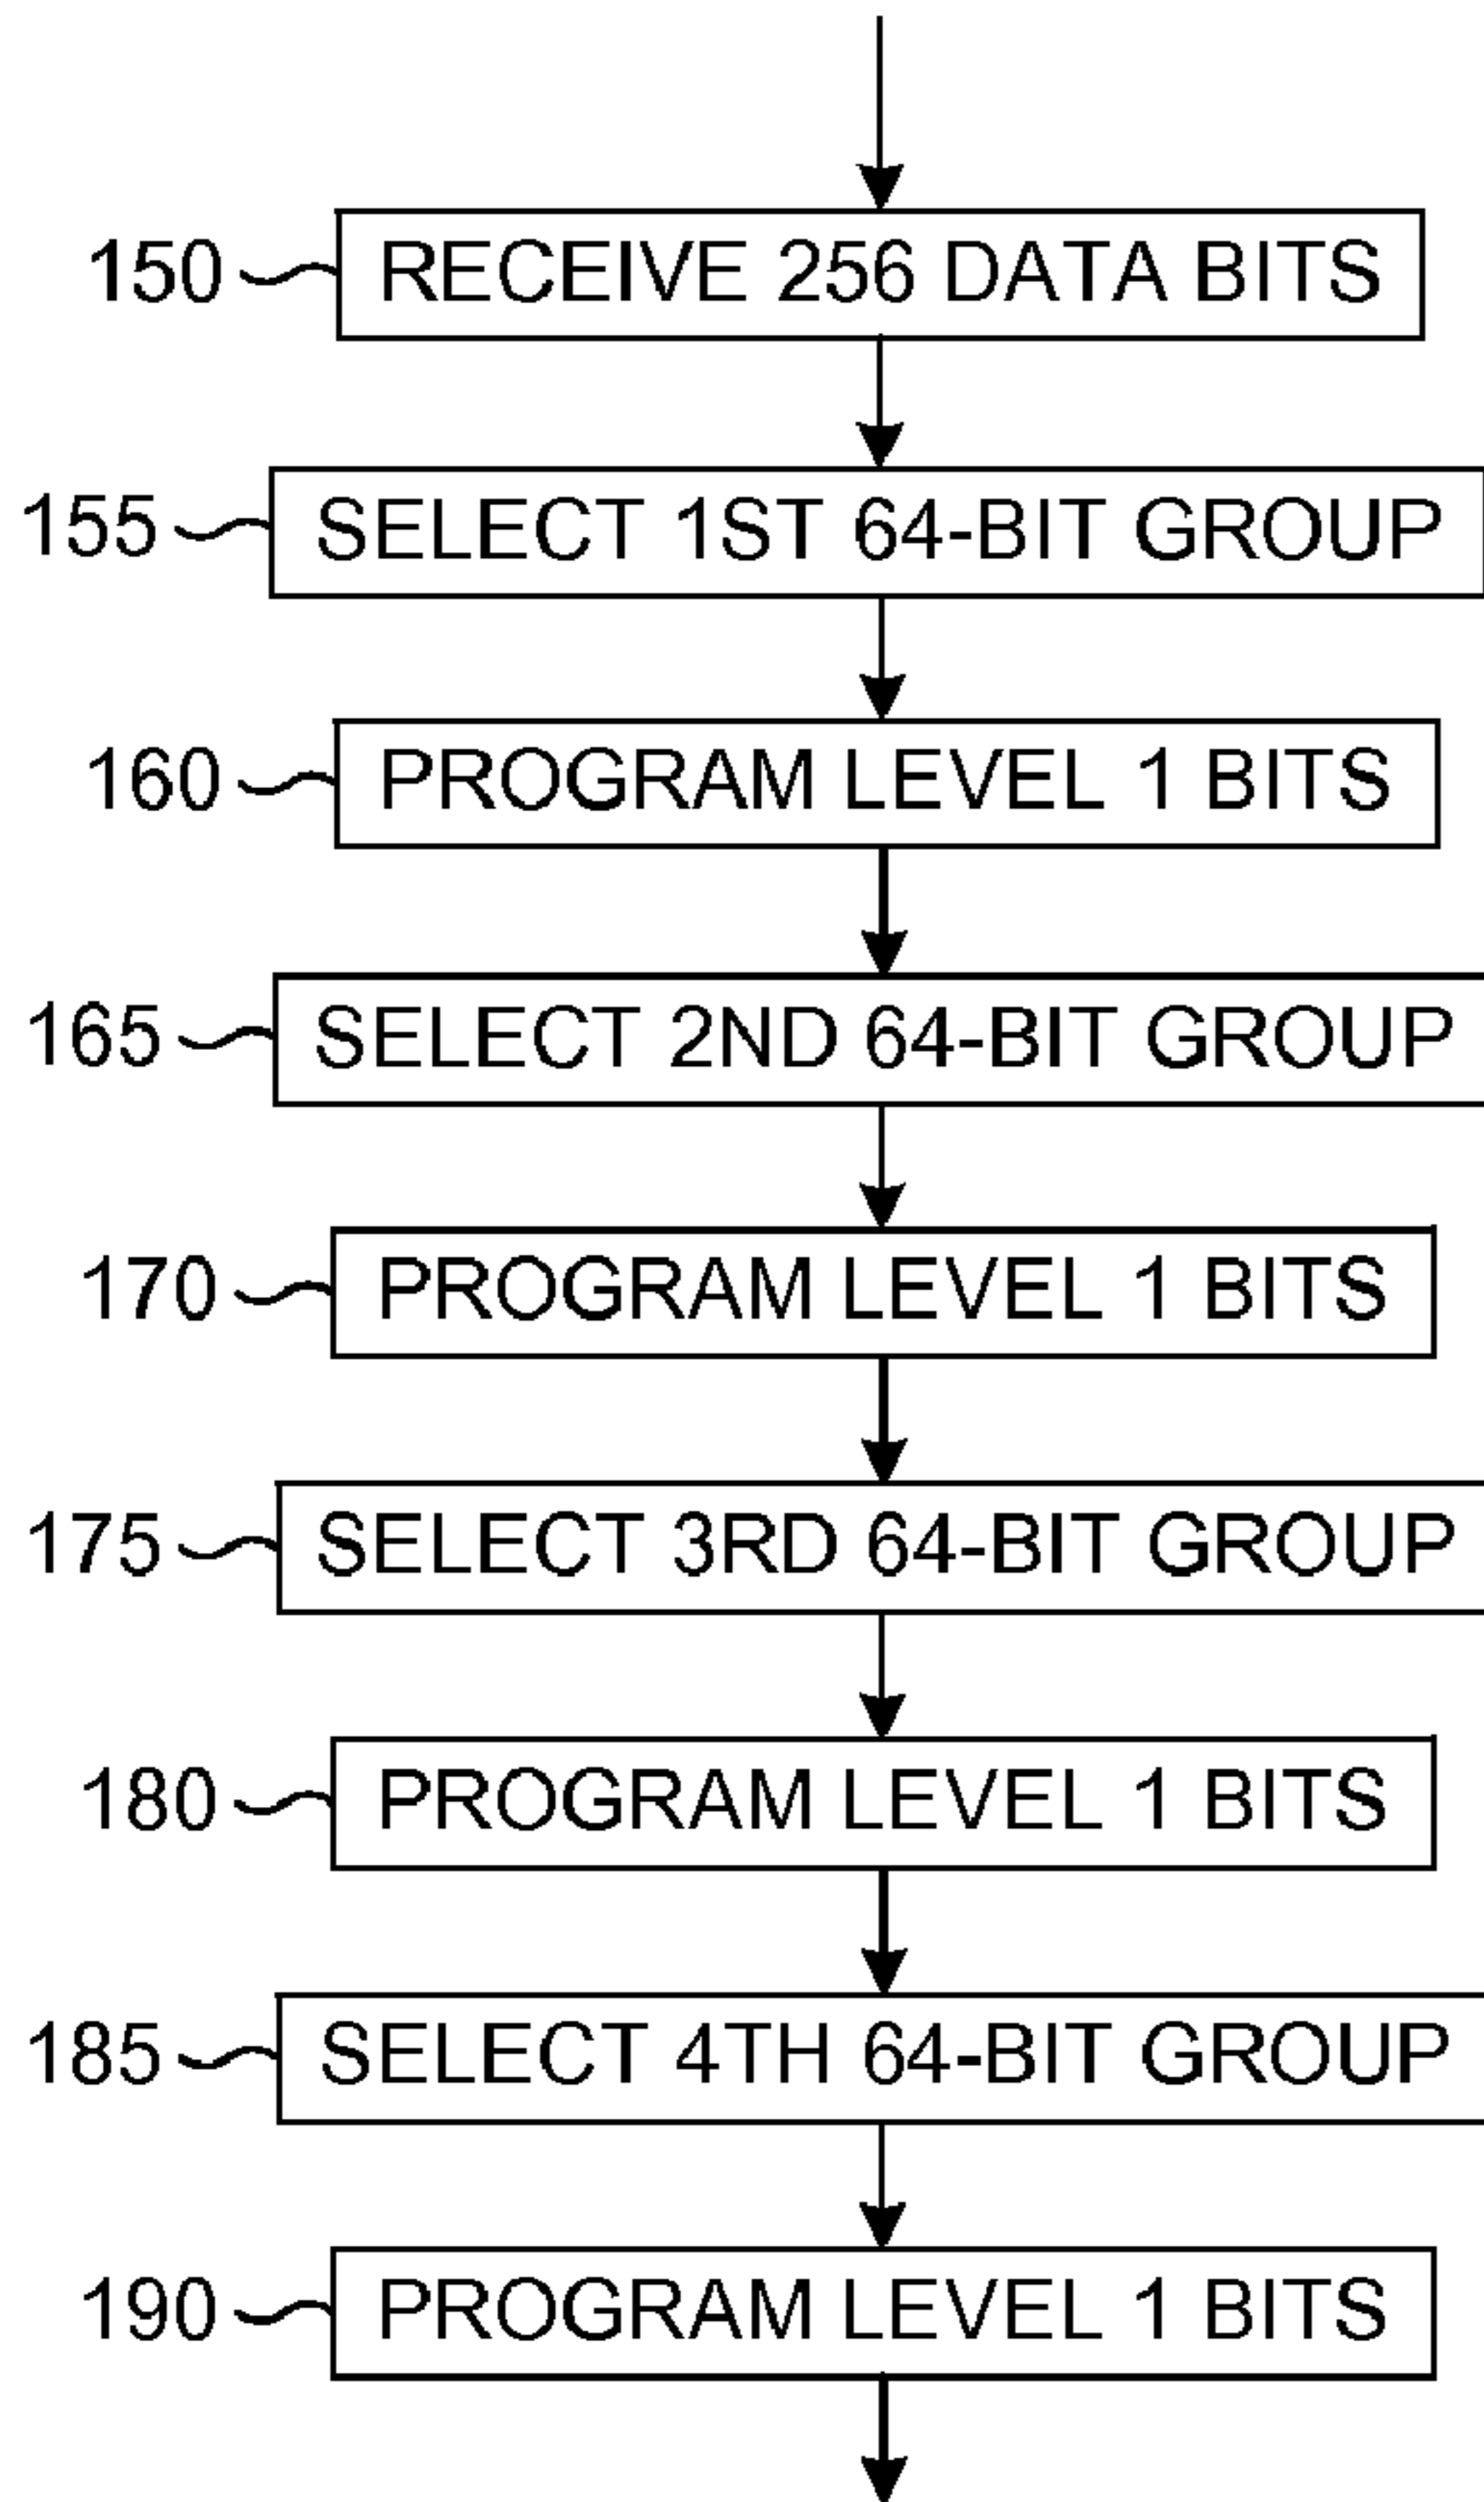 150 RECEIVE 256 DATA BITS
155 SELECT 1ST 64-BIT GROUP
160 PROGRAM LEVEL 1 BITS
165 SELECT 2ND 64-BIT GROUP
170 PROGRAM LEVEL 1 BITS
175 SELECT 3RD 64-BIT GROUP
180 PROGRAM LEVEL 1 BITS
185 SELECT 4TH 64-BIT GROUP
190 PROGRAM LEVEL 1 BITS